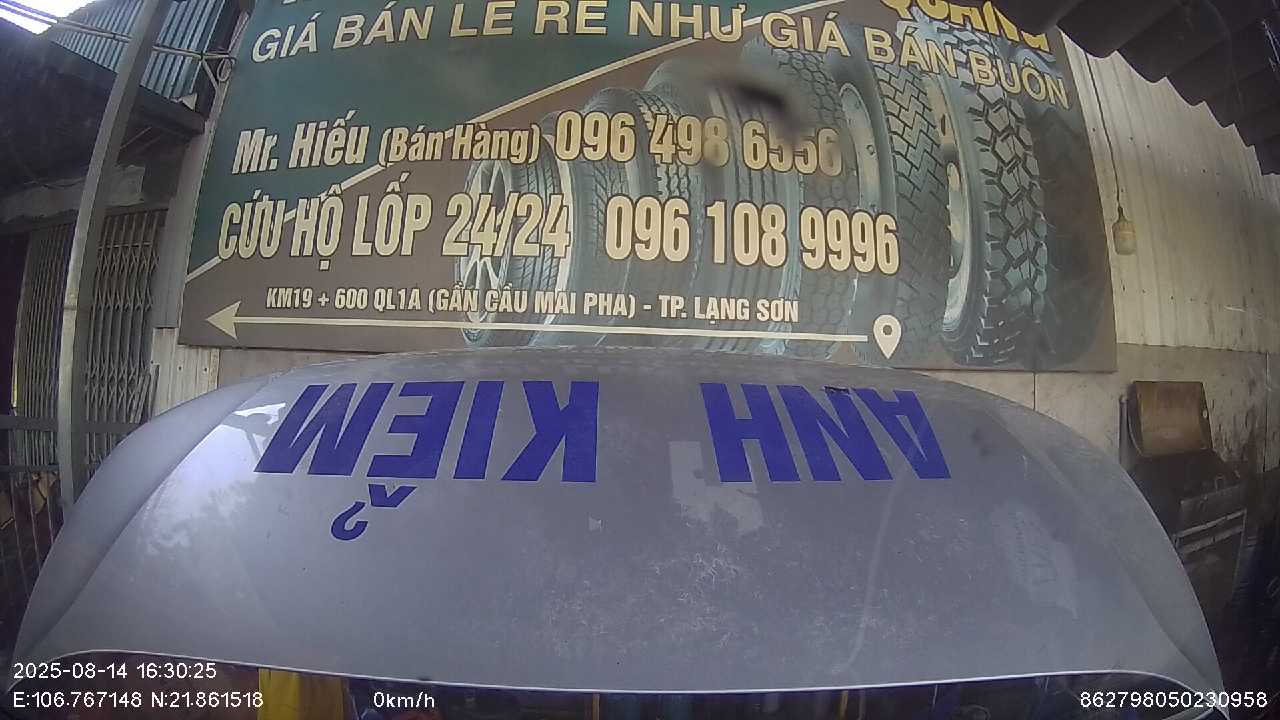 QUANG
GIÁ BÁN LẺ RẺ NHƯ GIÁ BÁN BUÔN
Mr. Hiếu (Bán Hàng) 096 498 6556
CỨU HỘ LỐP 24/24 096 108 9996
KM19 + 600 QL1A (GẦN CẦU MAI PHA) - TP. LẠNG SƠN
ANH KIỂM
2025-08-14 16:30:25
E:106.767148 N:21.861518 0km/h 862798050230958